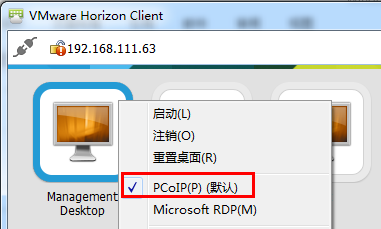 VMware Horizon Client
192.168.111.63
启动(L)
注销(O)
重置桌面(R)
PCoIP(P) (默认)
Microsoft RDP(M)
Management
Desktop